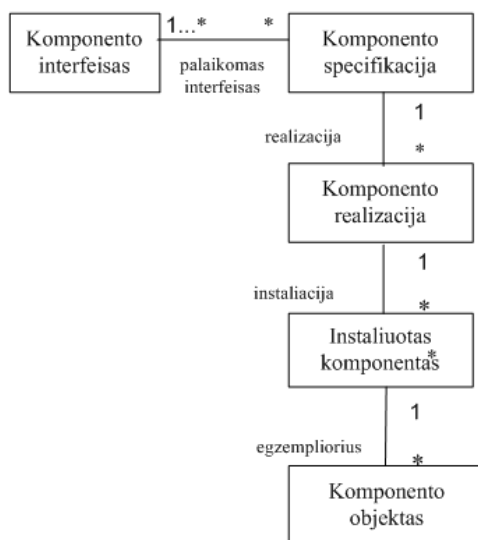 Komponento
interfeisas
1...*
*
palaikomas
interfeisas
Komponento
specifikacija
1
realizacija
*
Komponento
realizacija
1
instaliacija
*
Instaliuotas
komponentas
*
1
egzempliorius
*
Komponento
objektas